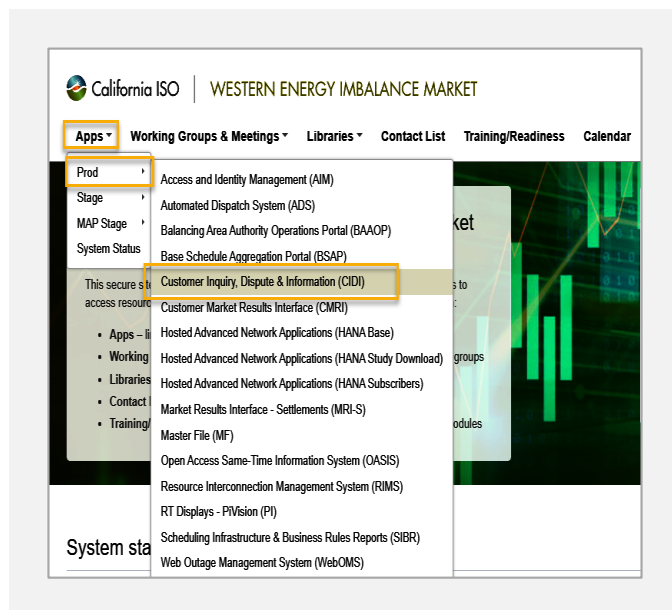 California ISO | WESTERN ENERGY IMBALANCE MARKET
Apps Working Groups & Meetings Libraries Contact List Training/Readiness Calendar
Prod
Stage
MAP Stage
System Status
Access and Identity Management (AIM)
Automated Dispatch System (ADS)
Balancing Area Authority Operations Portal (BAAOP)
Base Schedule Aggregation Portal (BSAP)
Customer Inquiry, Dispute & Information (CIDI)
Customer Market Results Interface (CMRI)
Hosted Advanced Network Applications (HANA Base)
Hosted Advanced Network Applications (HANA Study Download)
Hosted Advanced Network Applications (HANA Subscribers)
Market Results Interface - Settlements (MRI-S)
Master File (MF)
Open Access Same-Time Information System (OASIS)
Resource Interconnection Management System (RIMS)
RT Displays - PiVision (PI)
Scheduling Infrastructure & Business Rules Reports (SIBR)
Web Outage Management System (WebOMS)
ket
This secure s s to
access resourc :
• Apps – li
• Working groups
• Libraries
• Contact
• Training/ odules
System sta